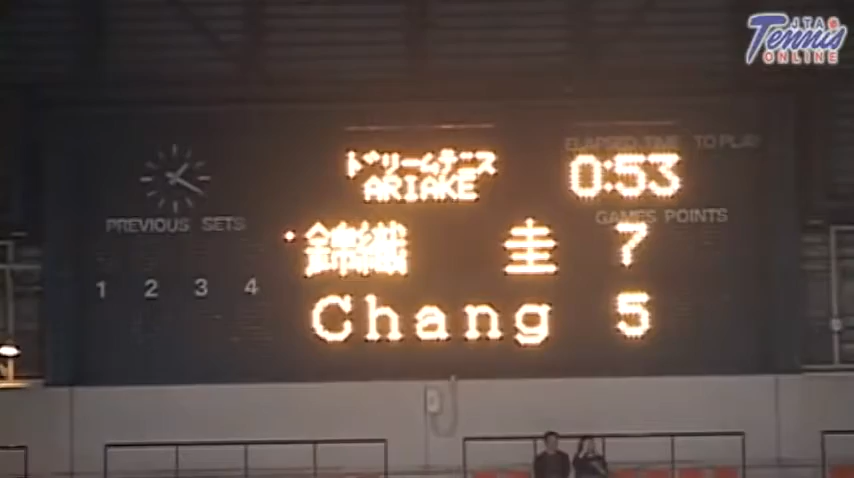 JTA
Tennis
ONLINE
ドリームテニス
ARIAKE
ELAPSED TIME TO PLAY
0:53
PREVIOUS SETS
GAMES POINTS
1 2 3 4
錦織 圭 7
Chang 5